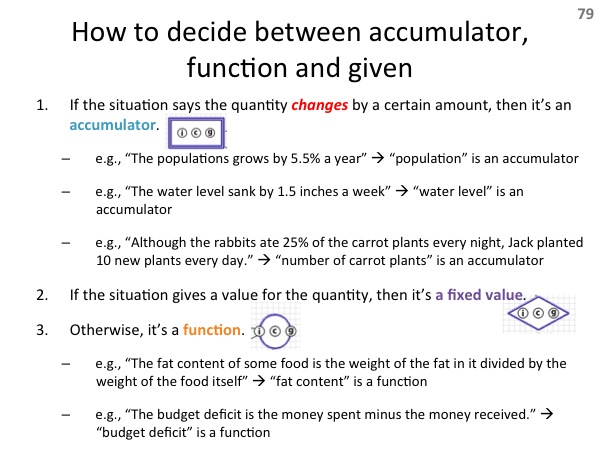 79
How to decide between accumulator,
function and given
1. If the situation says the quantity changes by a certain amount, then it's an
accumulator. i c g
– e.g., "The populations grows by 5.5% a year" → "population" is an accumulator
– e.g., "The water level sank by 1.5 inches a week" → "water level" is an
accumulator
– e.g., "Although the rabbits ate 25% of the carrot plants every night, Jack planted
10 new plants every day." → "number of carrot plants" is an accumulator
2. If the situation gives a value for the quantity, then it's a fixed value.
i c g
3. Otherwise, it's a function. i c g
– e.g., "The fat content of some food is the weight of the fat in it divided by the
weight of the food itself" → "fat content" is a function
– e.g., "The budget deficit is the money spent minus the money received." →
"budget deficit" is a function